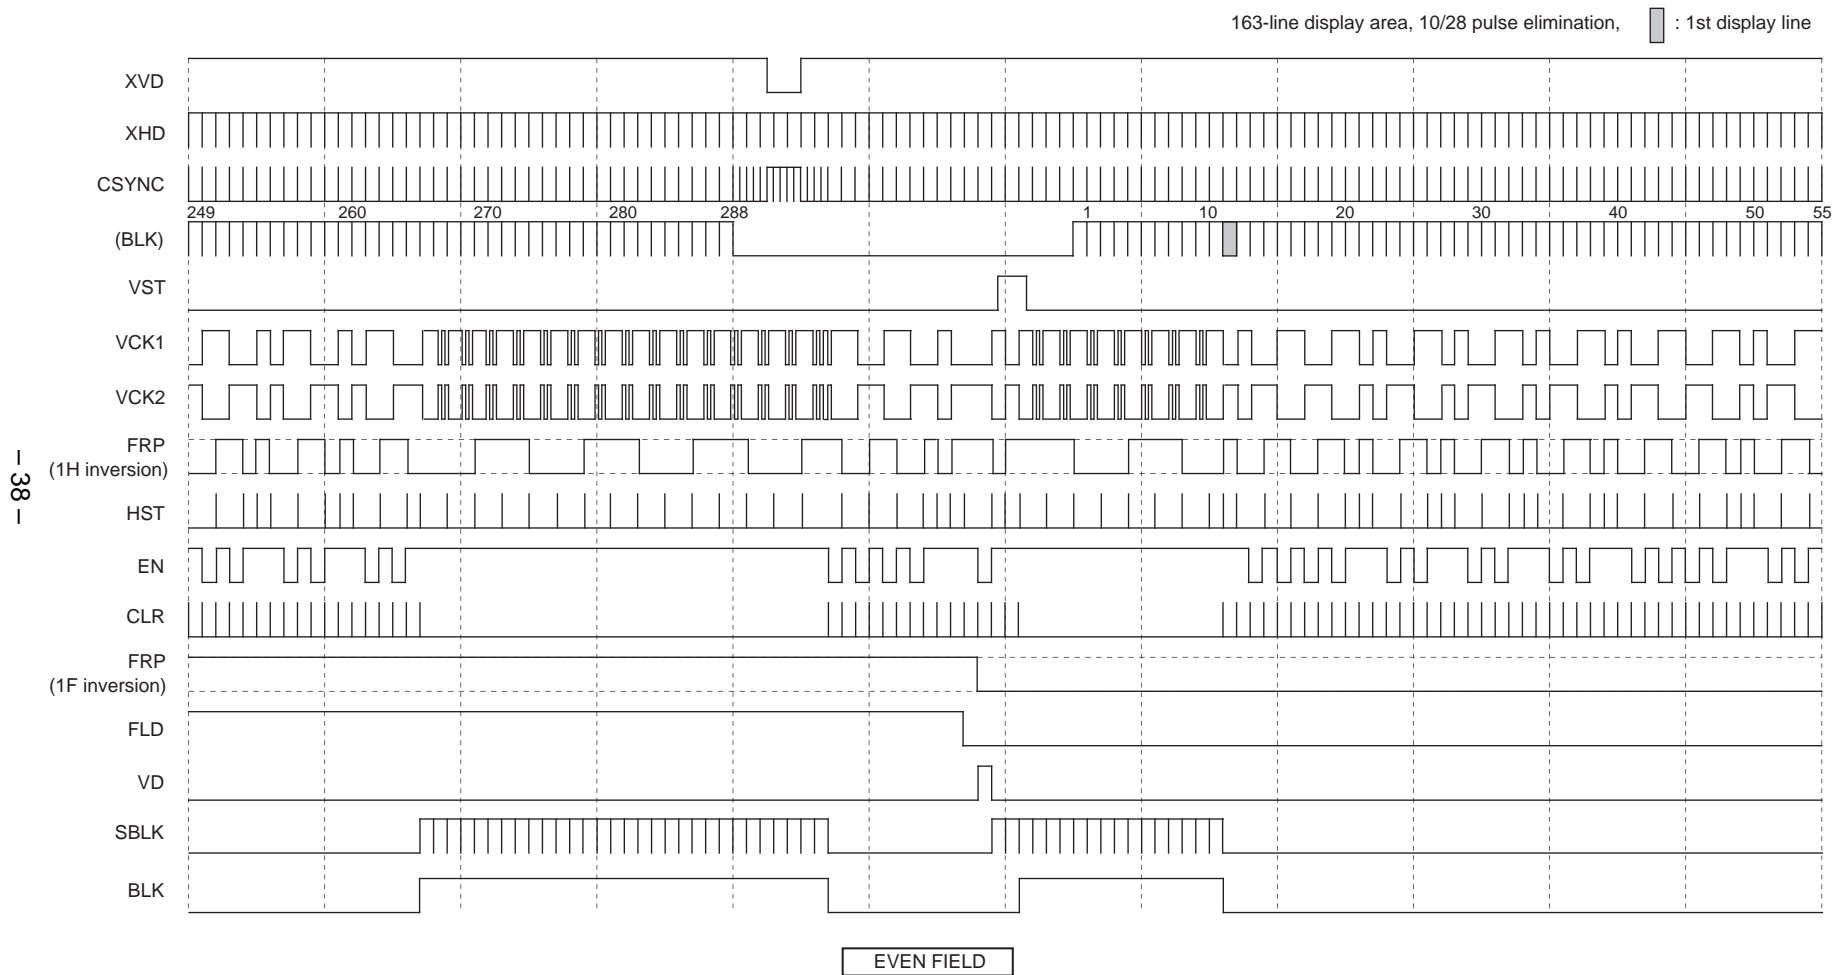 163-line display area, 10/28 pulse elimination, : 1st display line
XVD
XHD
CSYNC
249 260 270 280 288 1 10 20 30 40 50 55
(BLK)
VST
VCK1
VCK2
FRP
(1H inversion)
– 38 –
HST
EN
CLR
FRP
(1F inversion)
FLD
VD
SBLK
BLK
EVEN FIELD